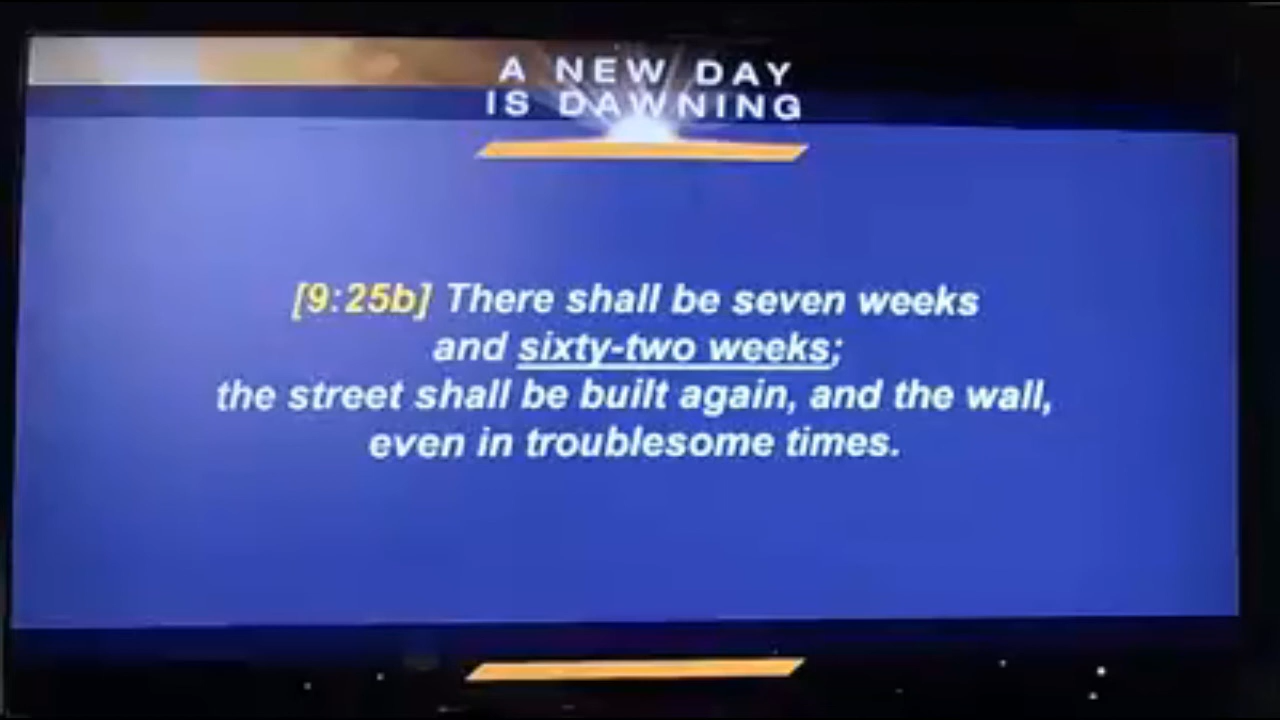 A NEW DAY
IS DAWNING
[9:25b] There shall be seven weeks
and sixty-two weeks;
the street shall be built again, and the wall,
even in troublesome times.